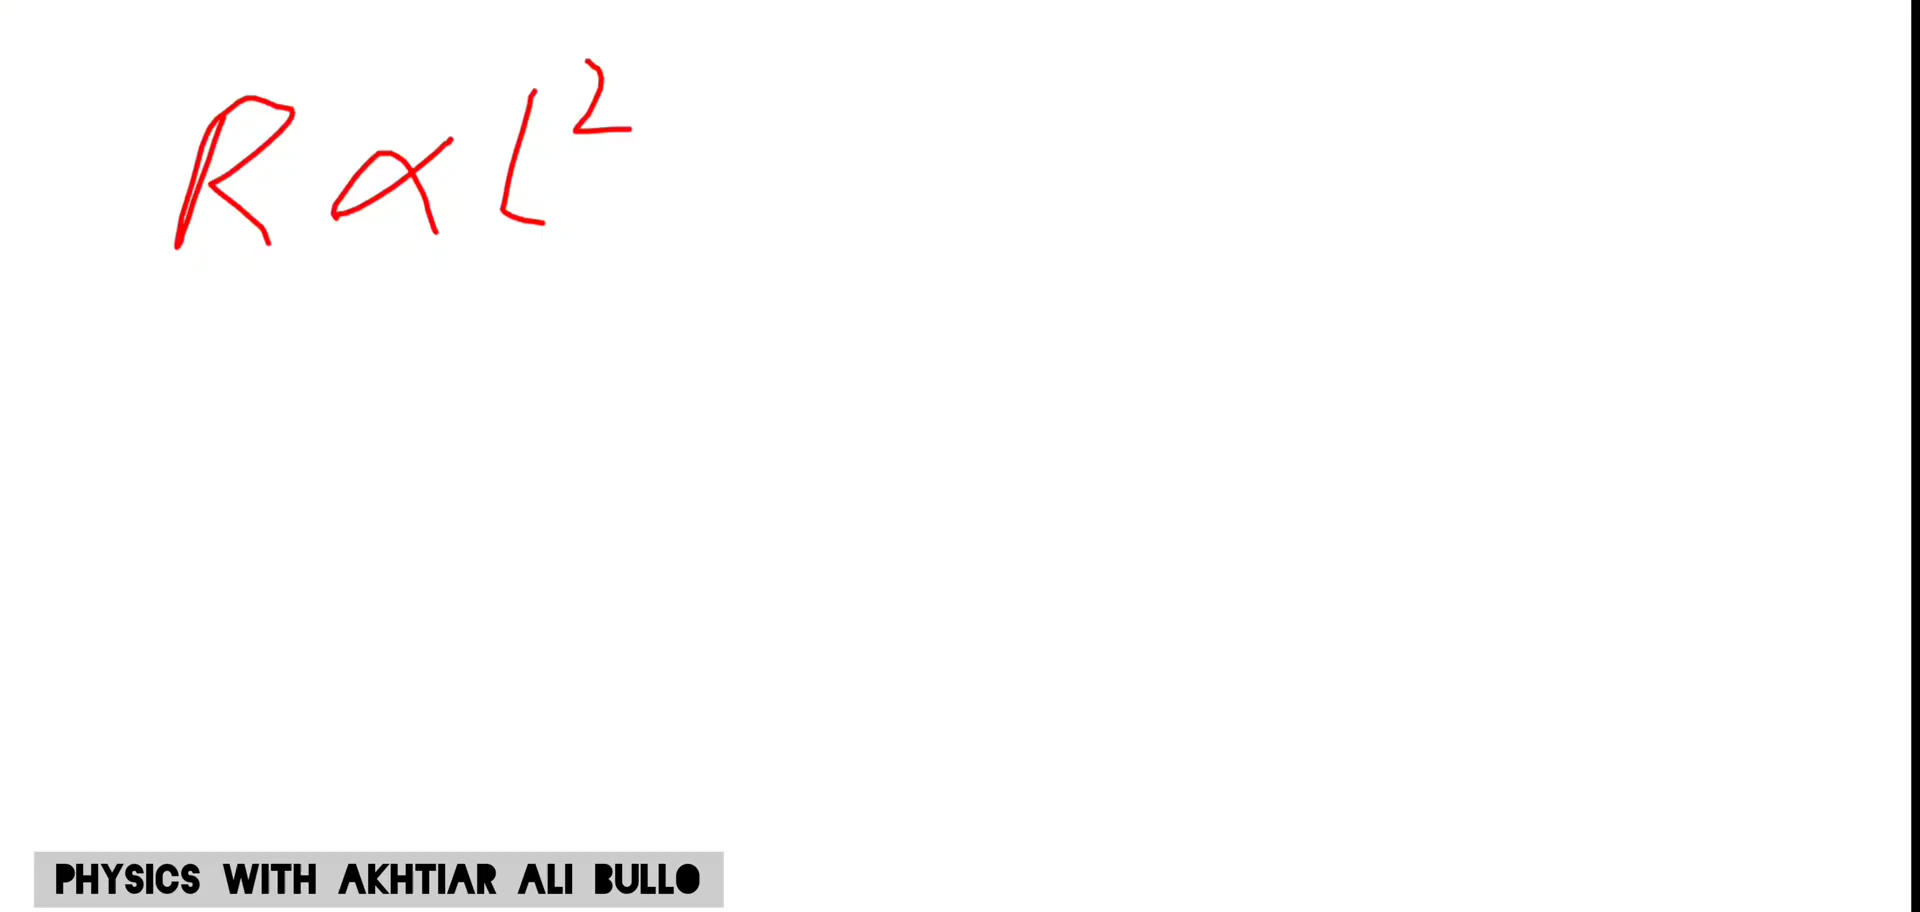 R ∝ L²
PHYSICS WITH AKHTIAR ALI BULLO